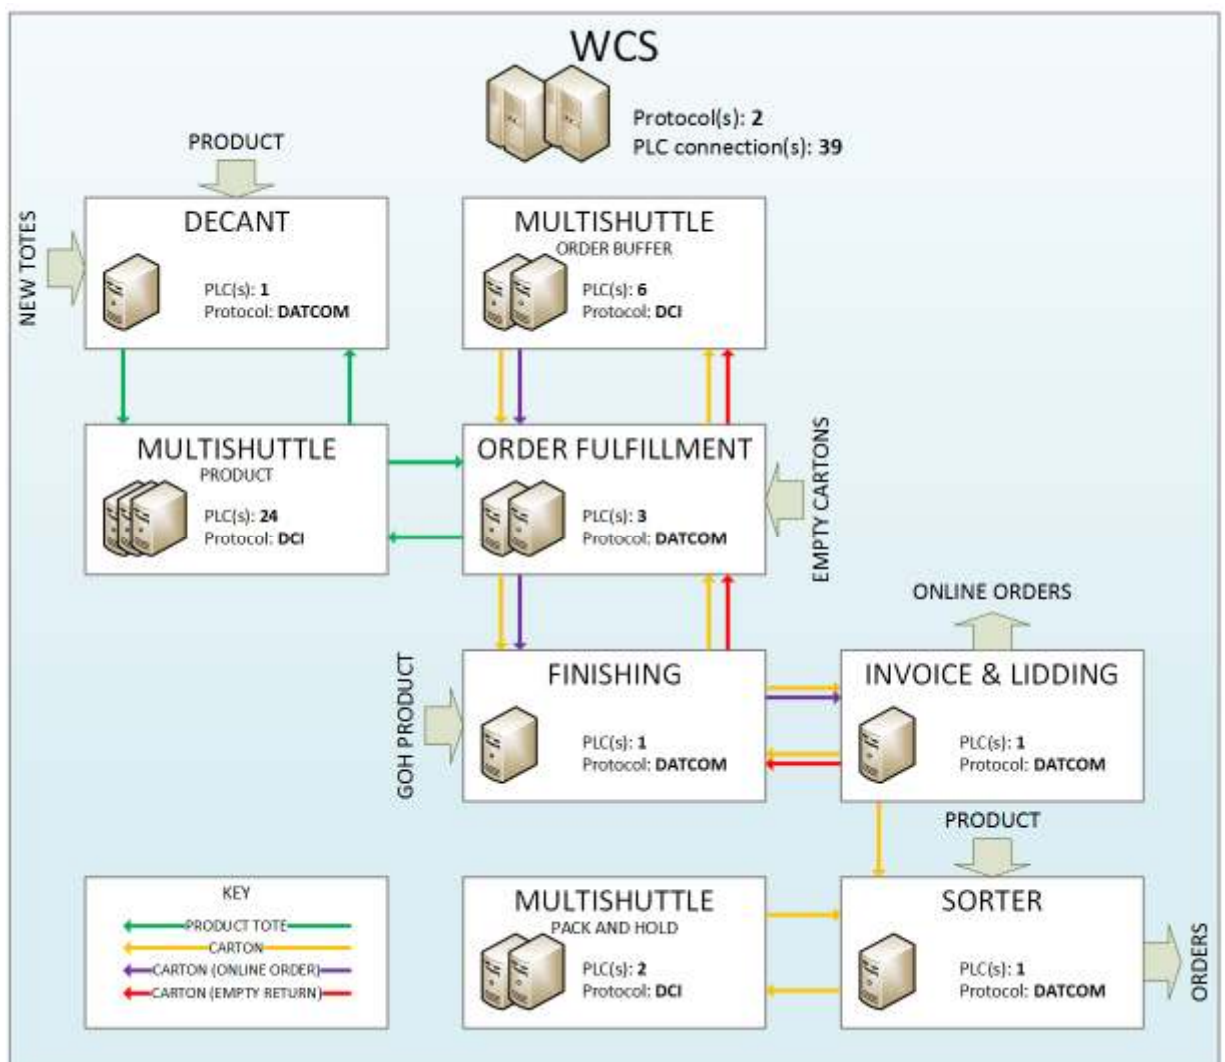 WCS
Protocol(s): 2
PLC connection(s): 39
PRODUCT
NEW TOTES
DECANT
PLC(s): 1
Protocol: DATCOM
MULTISHUTTLE
ORDER BUFFER
PLC(s): 6
Protocol: DCI
MULTISHUTTLE
PRODUCT
PLC(s): 24
Protocol: DCI
ORDER FULFILLMENT
PLC(s): 3
Protocol: DATCOM
EMPTY CARTONS
ONLINE ORDERS
GOH PRODUCT
FINISHING
PLC(s): 1
Protocol: DATCOM
INVOICE & LIDDING
PLC(s): 1
Protocol: DATCOM
PRODUCT
KEY
PRODUCT TOTE
CARTON
CARTON (ONLINE ORDER)
CARTON (EMPTY RETURN)
MULTISHUTTLE
PACK AND HOLD
PLC(s): 2
Protocol: DCI
SORTER
PLC(s): 1
Protocol: DATCOM
ORDERS